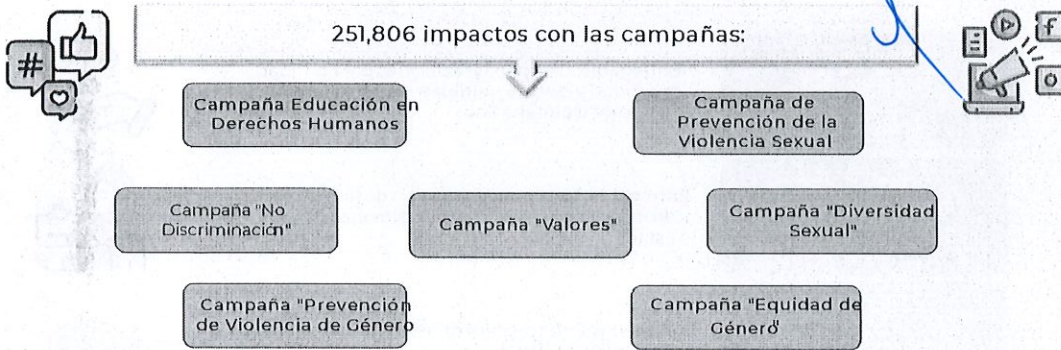 251,806 impactos con las campañas:
#
Campaña Educación en
Derechos Humanos
Campaña de
Prevención de la
Violencia Sexual
Campaña "No
Discriminación"
Campaña "Valores"
Campaña "Diversidad
Sexual"
Campaña "Prevención
de Violencia de Género
Campaña "Equidad de
Género"